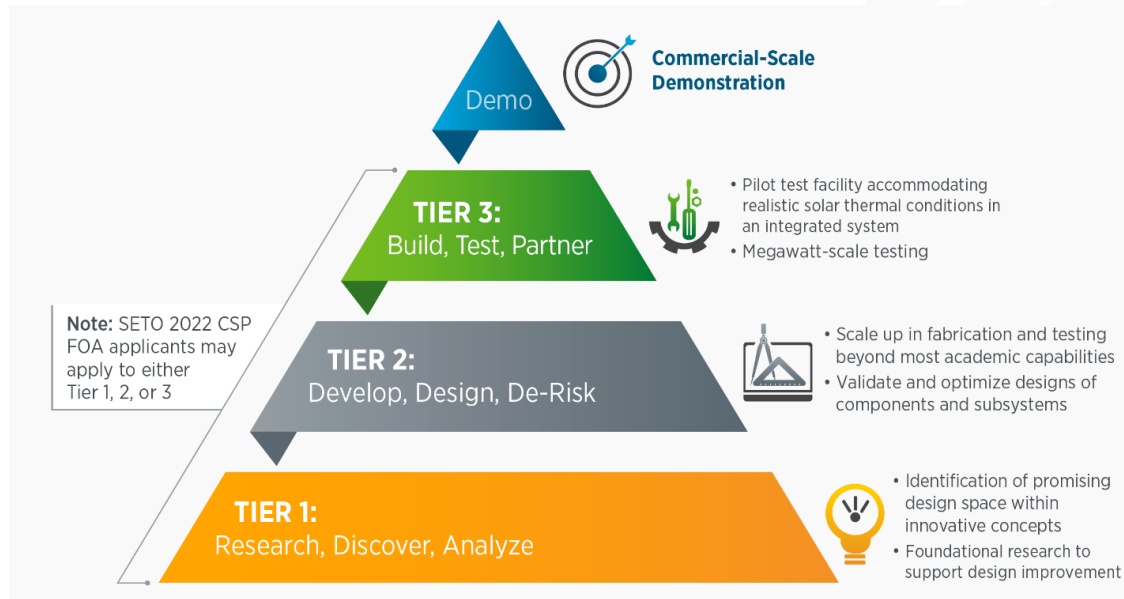 Demo
Commercial-Scale
Demonstration
TIER 3:
Build, Test, Partner
• Pilot test facility accommodating
realistic solar thermal conditions in
an integrated system
• Megawatt-scale testing
Note: SETO 2022 CSP
FOA applicants may
apply to either
Tier 1, 2, or 3
TIER 2:
Develop, Design, De-Risk
• Scale up in fabrication and testing
beyond most academic capabilities
• Validate and optimize designs of
components and subsystems
TIER 1:
Research, Discover, Analyze
• Identification of promising
design space within
innovative concepts
• Foundational research to
support design improvement